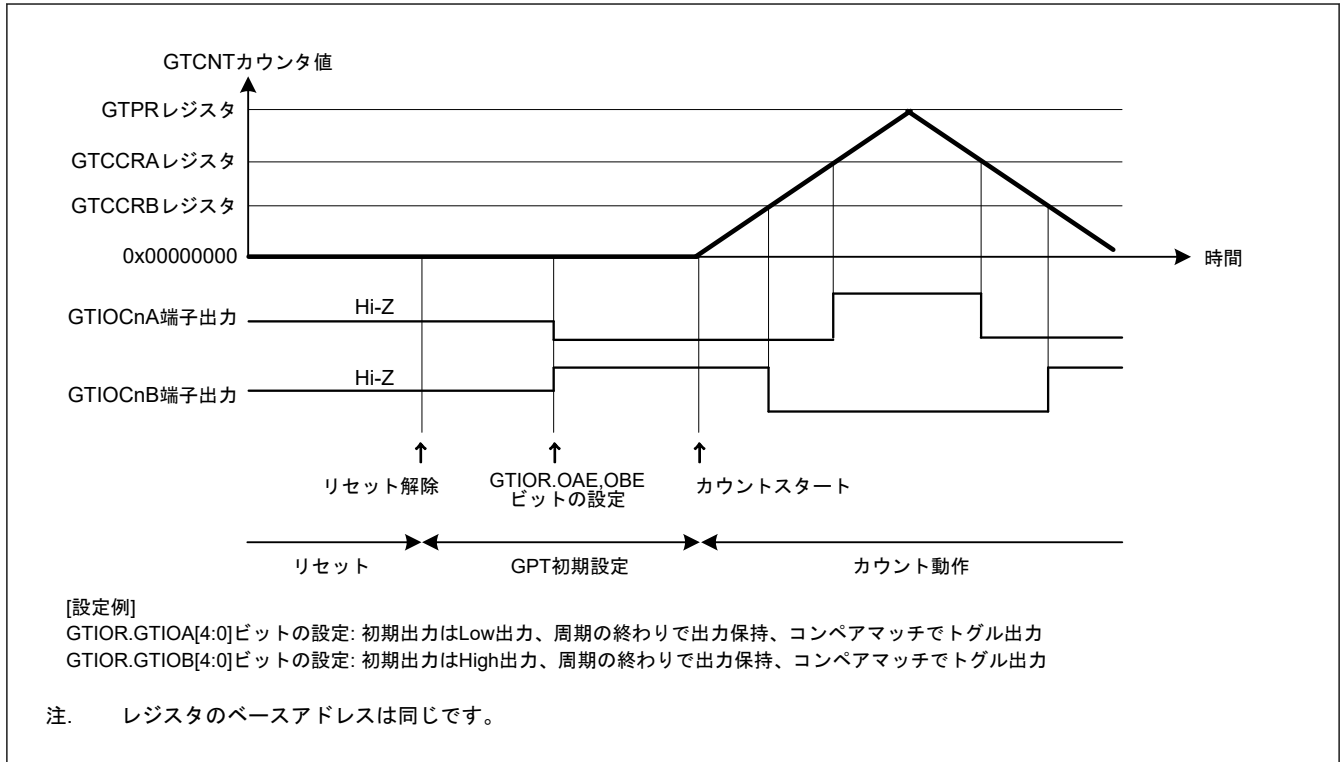 GTCNTカウンタ値
GTPRレジスタ
GTCCRAレジスタ
GTCCRBレジスタ
0x00000000
時間
GTIOCnA端子出力
Hi-Z
GTIOCnB端子出力
Hi-Z
リセット解除
GTIOR.OAE,OBE
ビットの設定
カウントスタート
リセット
GPT初期設定
カウント動作
[設定例]
GTIOR.GTIOA[4:0]ビットの設定: 初期出力はLow出力、周期の終わりで出力保持、コンペアマッチでトグル出力
GTIOR.GTIOB[4:0]ビットの設定: 初期出力はHigh出力、周期の終わりで出力保持、コンペアマッチでトグル出力
注. レジスタのベースアドレスは同じです。